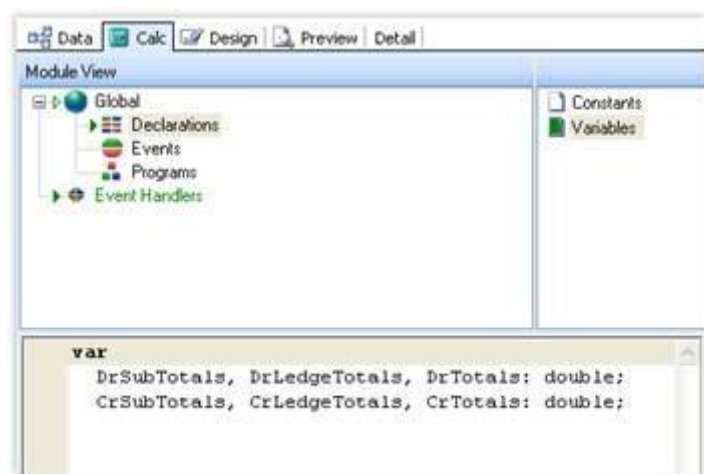 Data Calc Design Preview Detail
Module View
Global
Declarations
Events
Programs
Event Handlers
Constants
Variables
var
DrSubTotals, DrLedgeTotals, DrTotals: double;
CrSubTotals, CrLedgeTotals, CrTotals: double;